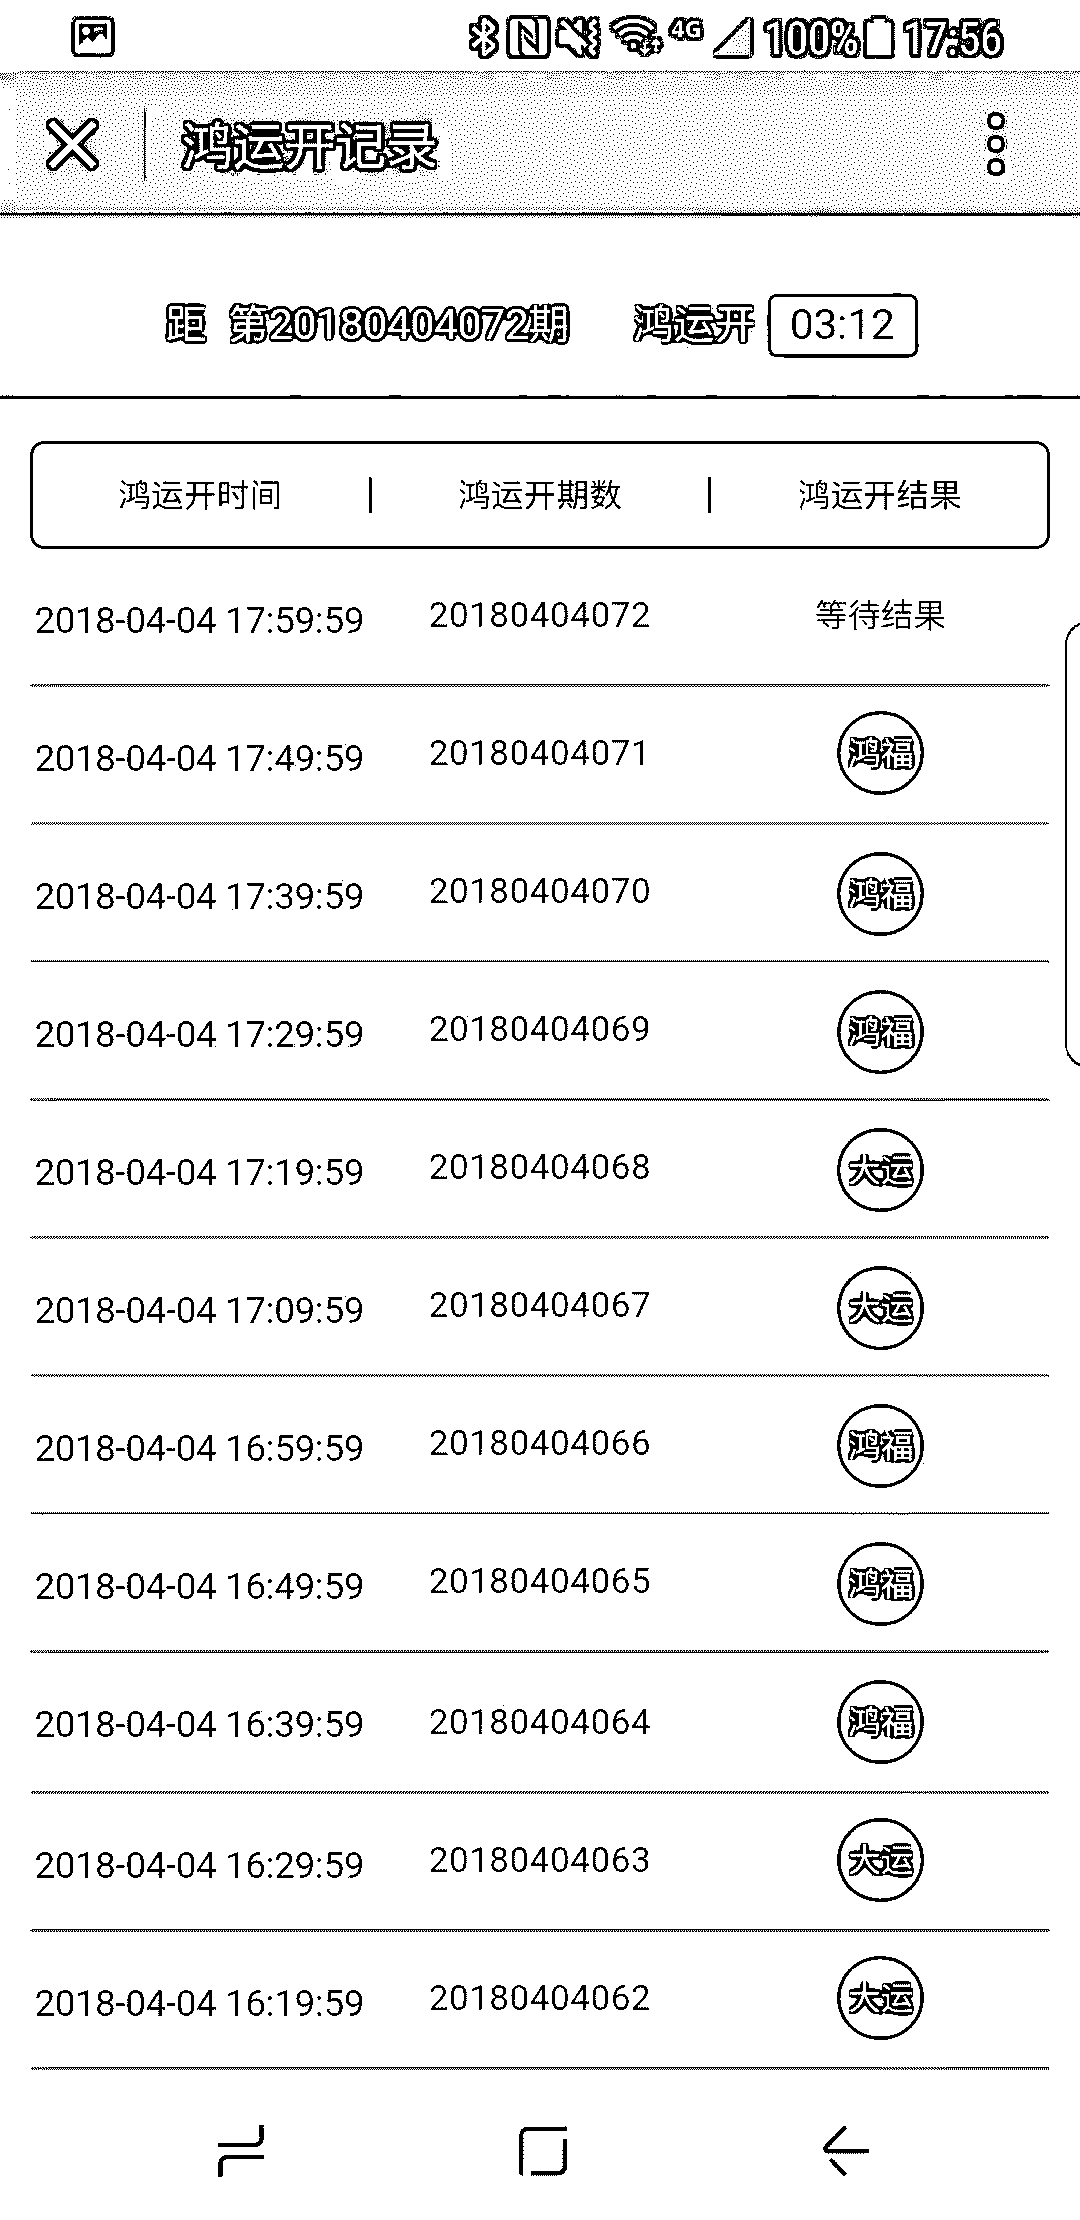 4G 100% 17:56
鸿运开记录
距 第20180404072期 鸿运开 03:12
鸿运开时间 鸿运开期数 鸿运开结果
2018-04-04 17:59:59 20180404072 等待结果
2018-04-04 17:49:59 20180404071 鸿福
2018-04-04 17:39:59 20180404070 鸿福
2018-04-04 17:29:59 20180404069 鸿福
2018-04-04 17:19:59 20180404068 大运
2018-04-04 17:09:59 20180404067 大运
2018-04-04 16:59:59 20180404066 鸿福
2018-04-04 16:49:59 20180404065 鸿福
2018-04-04 16:39:59 20180404064 鸿福
2018-04-04 16:29:59 20180404063 大运
2018-04-04 16:19:59 20180404062 大运